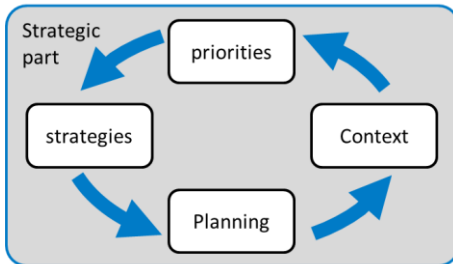 Strategic
part
priorities
strategies
Context
Planning